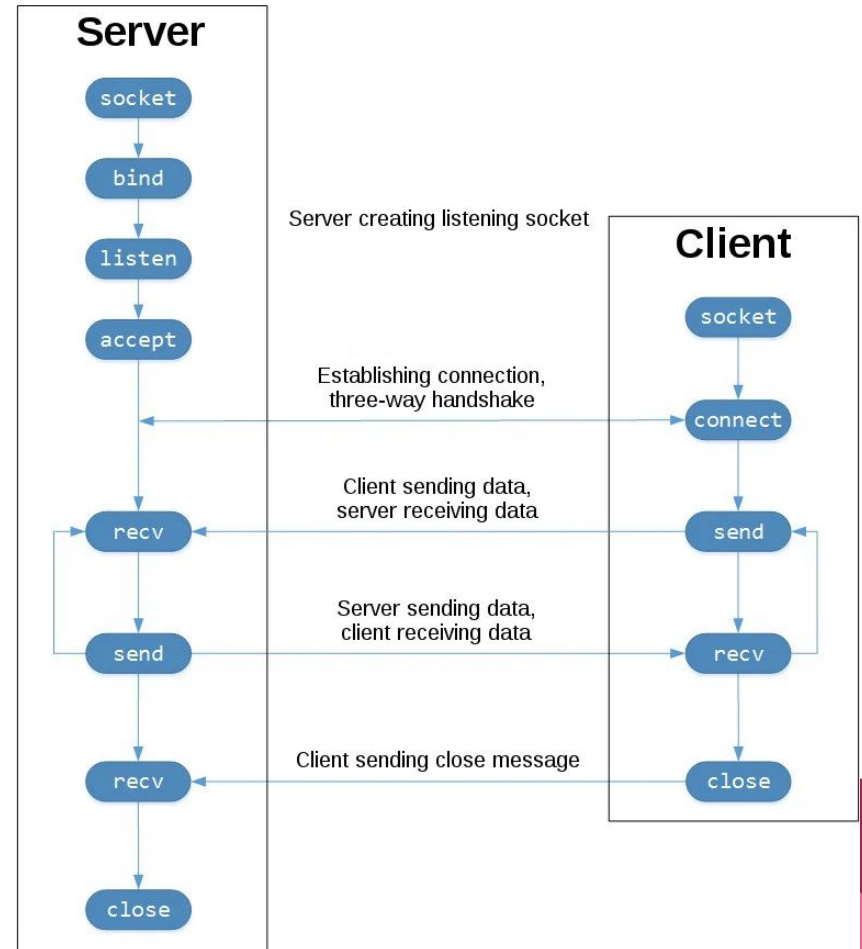 Server
socket
bind
Server creating listening socket
listen
Client
socket
accept
Establishing connection,
three-way handshake
connect
Client sending data,
server receiving data
recv
send
Server sending data,
client receiving data
send
recv
Client sending close message
recv
close
close